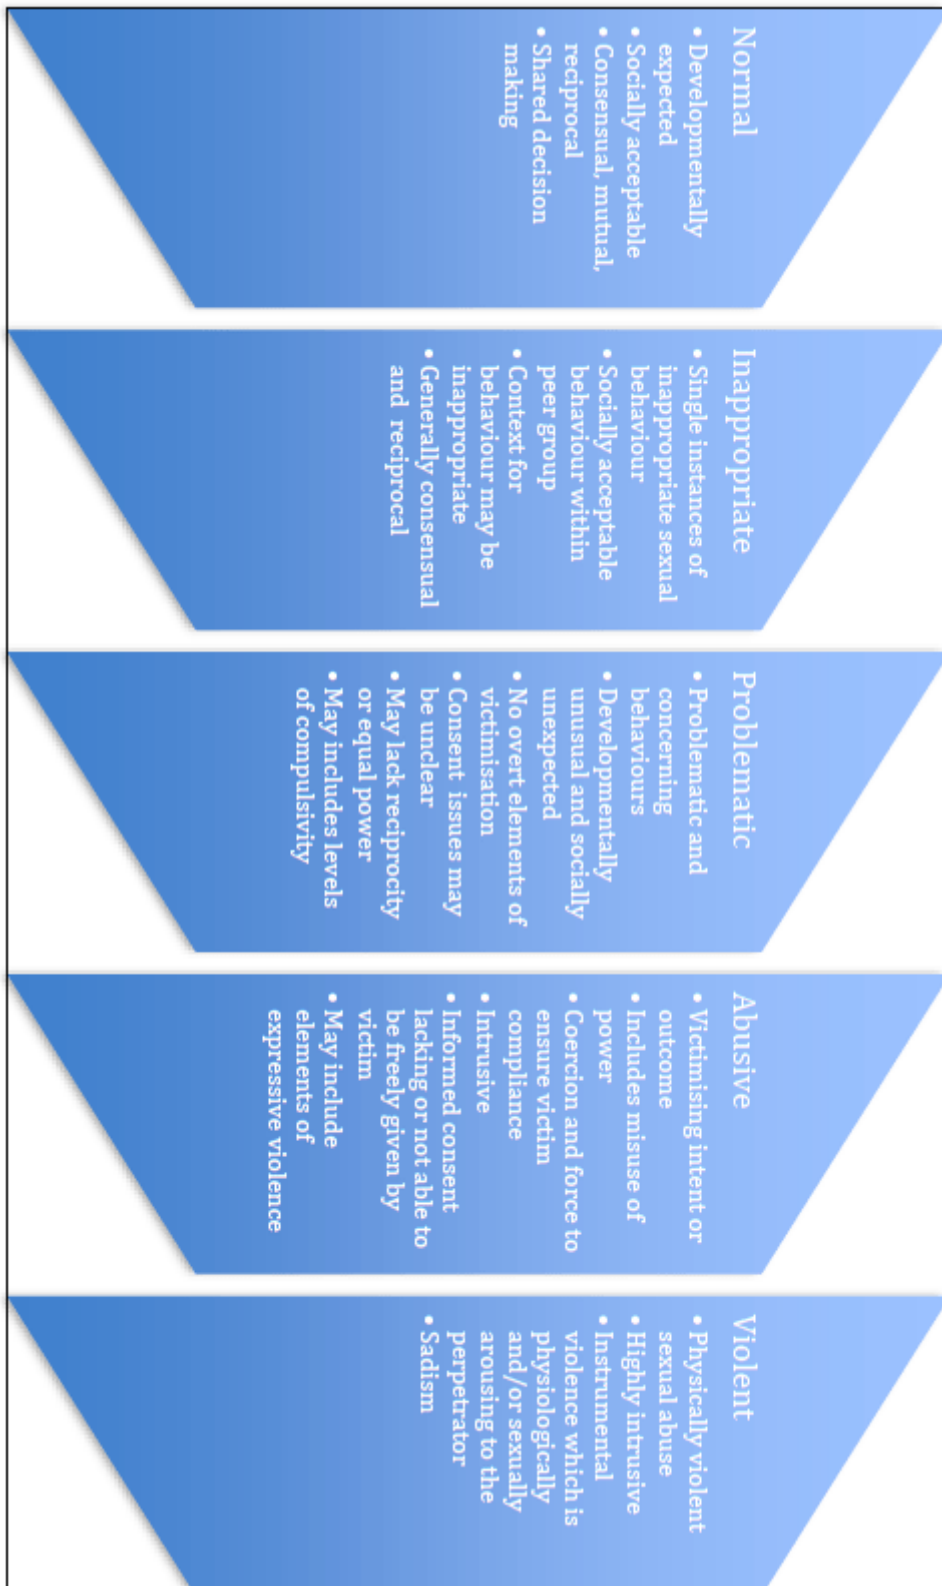 Normal
• Developmentally
expected
• Socially acceptable
• Consensual, mutual,
reciprocal
• Shared decision
making
Inappropriate
• Single instances of
inappropriate sexual
behaviour
• Socially acceptable
behaviour within
peer group
• Context for
behaviour may be
inappropriate
• Generally consensual
and reciprocal
Problematic
• Problematic and
concerning
behaviours
• Developmentally
unusual and socially
unexpected
• No overt elements of
victimisation
• Consent issues may
be unclear
• May lack reciprocity
or equal power
• May includes levels
of compulsivity
Abusive
• Victimising intent or
outcome
• Includes misuse of
power
• Coercion and force to
ensure victim
compliance
• Intrusive
• Informed consent
lacking or not able to
be freely given by
victim
• May include
elements of
expressive violence
Violent
• Physically violent
sexual abuse
• Highly intrusive
• Instrumental
violence which is
physiologically
and/or sexually
arousing to the
perpetrator
• Sadism